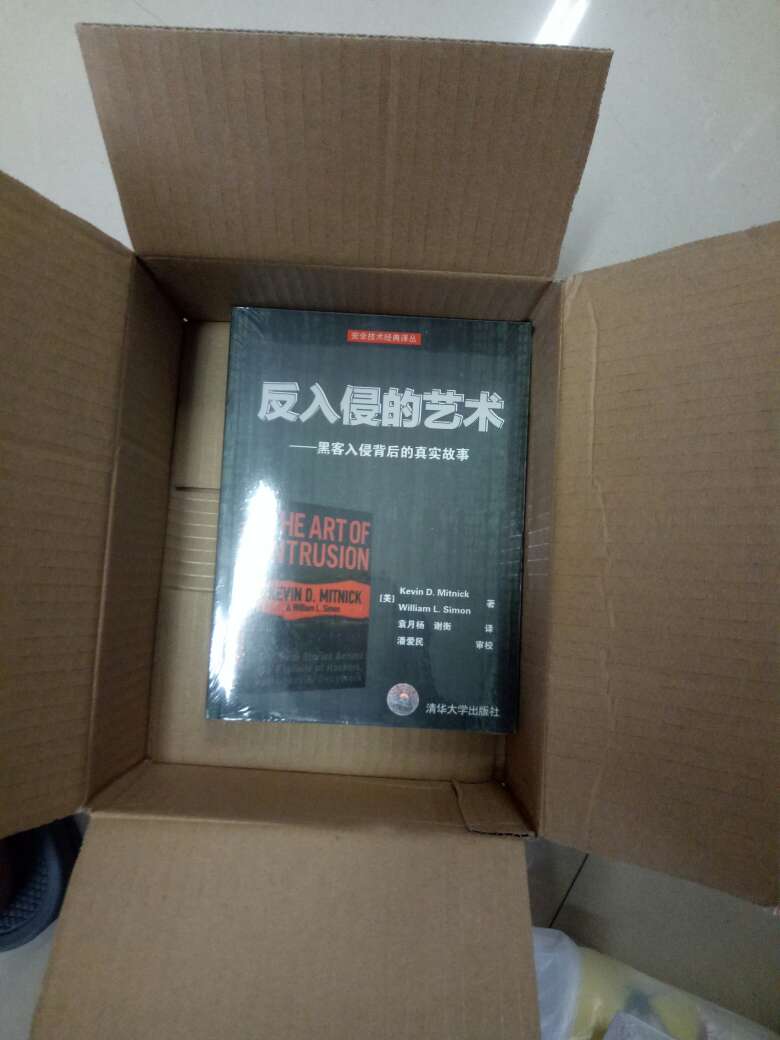 安全技术经典译丛
反入侵的艺术
——黑客入侵背后的真实故事
THE ART OF
INTRUSION
KEVIN D. MITNICK
& William L. Simon
[美] Kevin D. Mitnick
William L. Simon 著
袁月杨 谢衡 译
潘爱民 审校
清华大学出版社